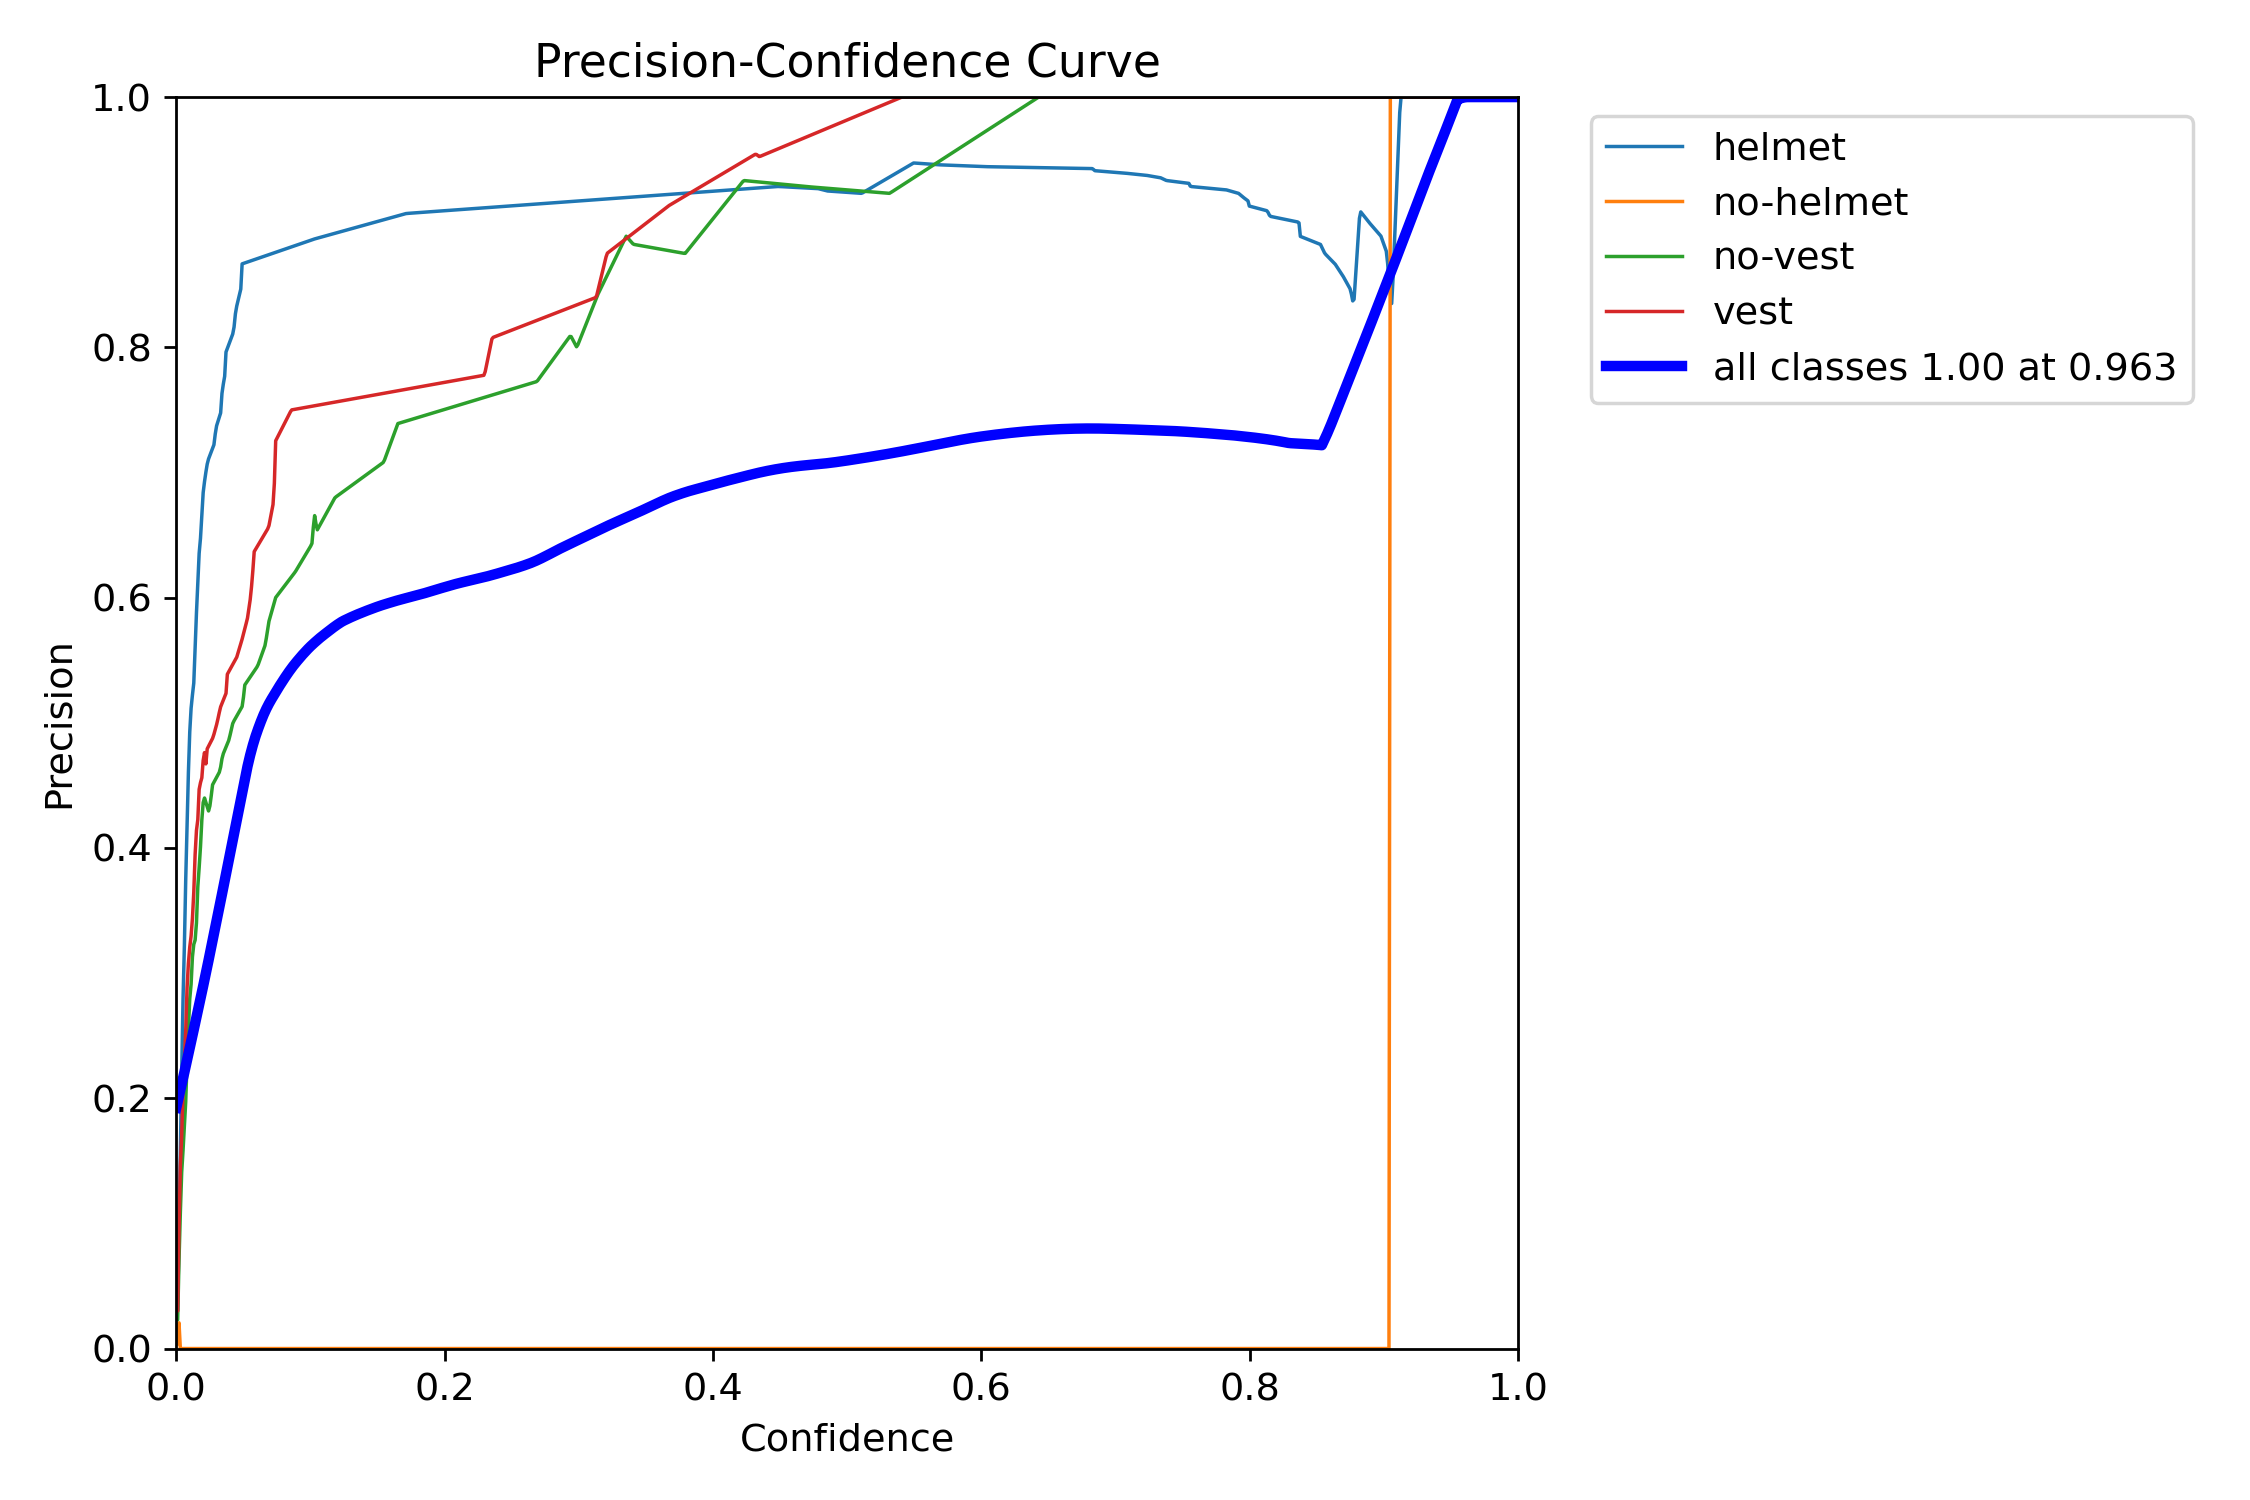 Precision-Confidence Curve
1.0
0.8
0.6
0.4
0.2
0.0
Precision
0.0 0.2 0.4 0.6 0.8 1.0
Confidence
helmet
no-helmet
no-vest
vest
all classes 1.00 at 0.963